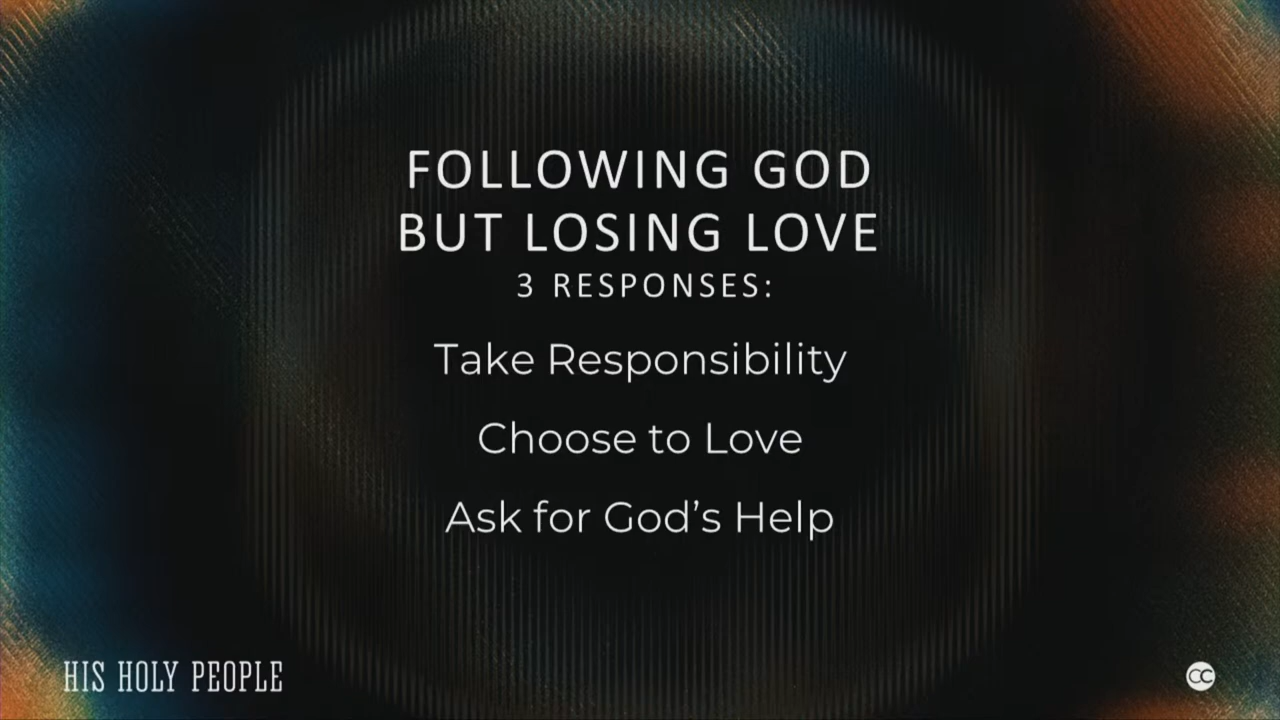 FOLLOWING GOD
BUT LOSING LOVE
3 RESPONSES:
Take Responsibility
Choose to Love
Ask for God’s Help
HIS HOLY PEOPLE
CC